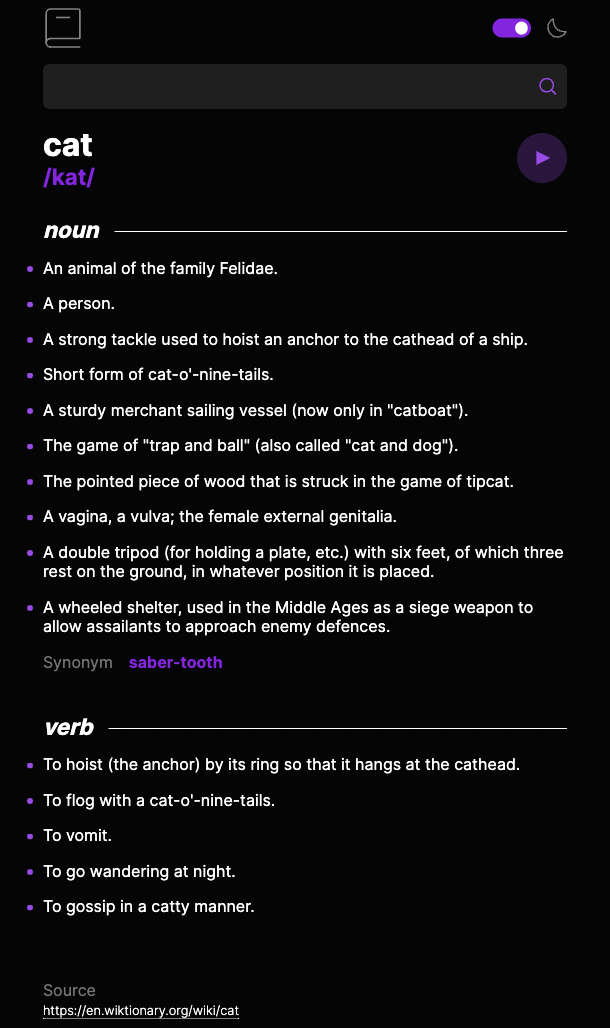 cat
/kat/
noun
An animal of the family Felidae.
A person.
A strong tackle used to hoist an anchor to the cathead of a ship.
Short form of cat-o'-nine-tails.
A sturdy merchant sailing vessel (now only in "catboat").
The game of "trap and ball" (also called "cat and dog").
The pointed piece of wood that is struck in the game of tipcat.
A vagina, a vulva; the female external genitalia.
A double tripod (for holding a plate, etc.) with six feet, of which three
rest on the ground, in whatever position it is placed.
A wheeled shelter, used in the Middle Ages as a siege weapon to
allow assailants to approach enemy defences.
Synonym saber-tooth
verb
To hoist (the anchor) by its ring so that it hangs at the cathead.
To flog with a cat-o'-nine-tails.
To vomit.
To go wandering at night.
To gossip in a catty manner.
Source
https://en.wiktionary.org/wiki/cat